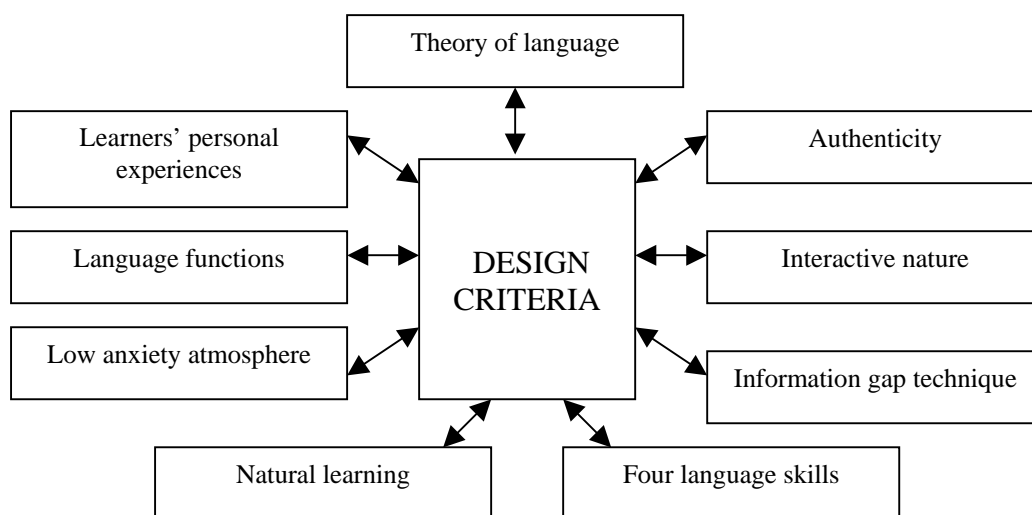 Theory of language
Learners’ personal
experiences
Authenticity
Language functions
DESIGN
CRITERIA
Interactive nature
Low anxiety atmosphere
Information gap technique
Natural learning
Four language skills